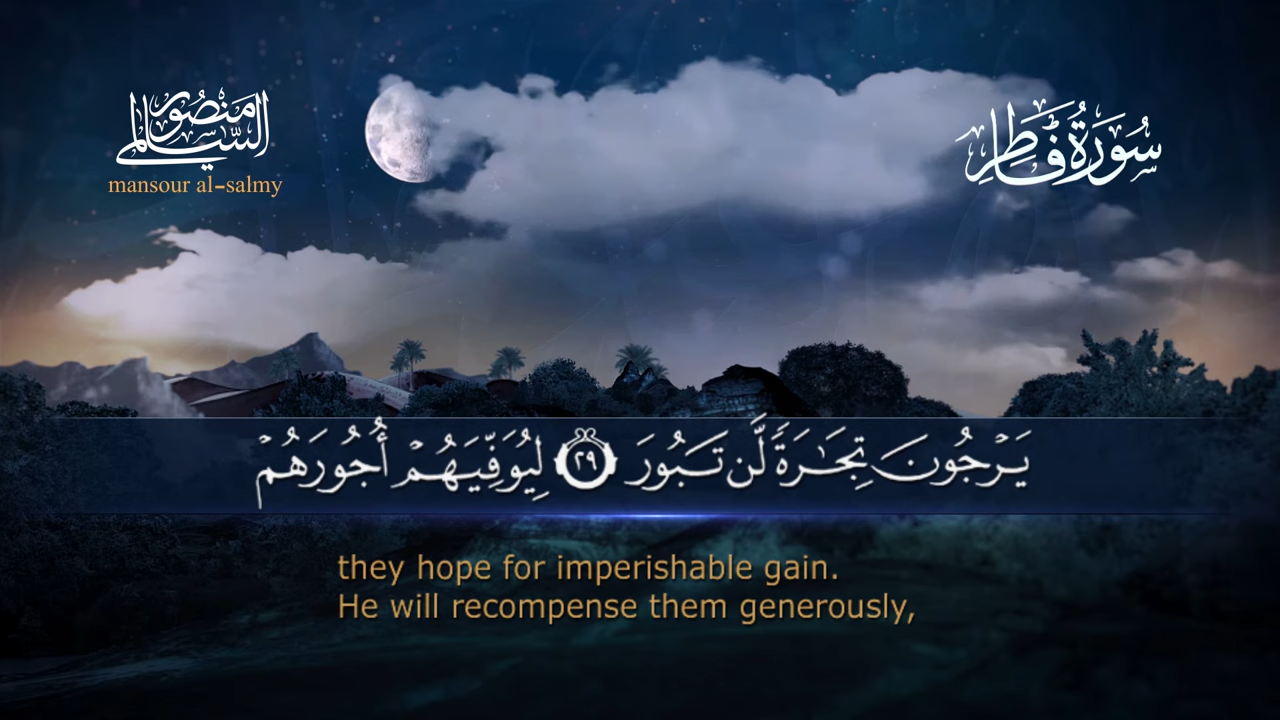 منصور السالمي
mansour al-salmy
سُورَةُ فَاطِرٍ
يَرْجُونَ تِجَٰرَةً لَّن تَبُورَ ٢٩ لِيُوَفِّيَهُمْ أُجُورَهُمْ
they hope for imperishable gain.
He will recompense them generously,